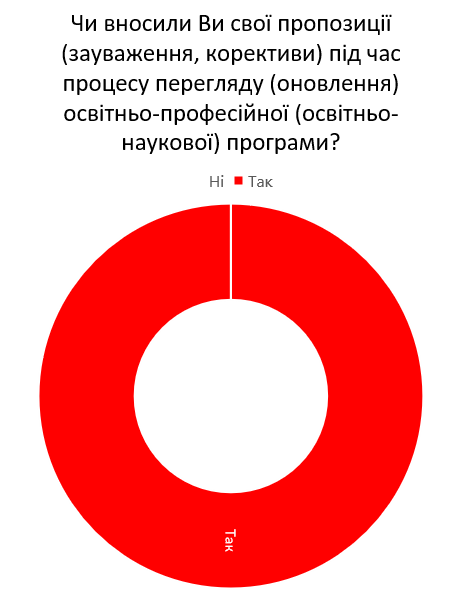 Чи вносили Ви свої пропозиції
(зауваження, корективи) під час
процесу перегляду (оновлення)
освітньо-професійної (освітньо-
наукової) програми?
Ні Так
Так